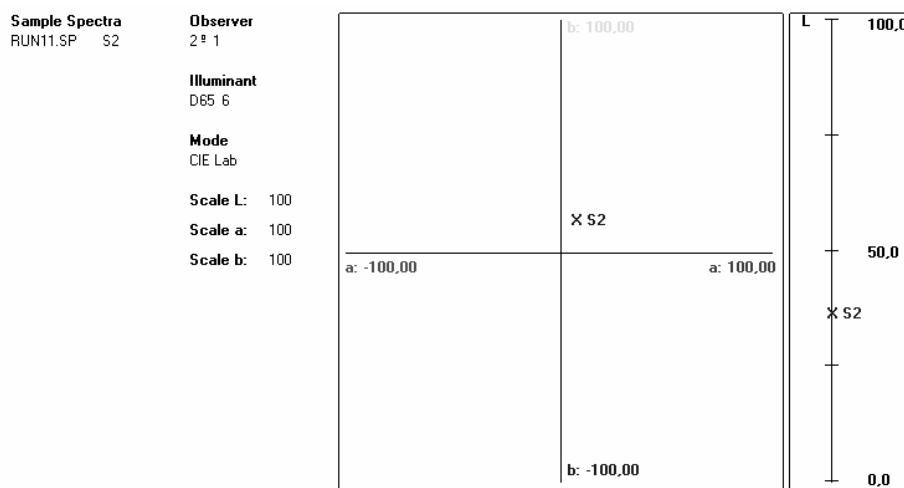 Sample Spectra
RUN11.SP S2
Observer
2 º 1
Illuminant
D65 6
Mode
CIE Lab
Scale L: 100
Scale a: 100
Scale b: 100
b: 100,00
a: -100,00
a: 100,00
b: -100,00
S2
L
100,0
50,0
S2
0,0